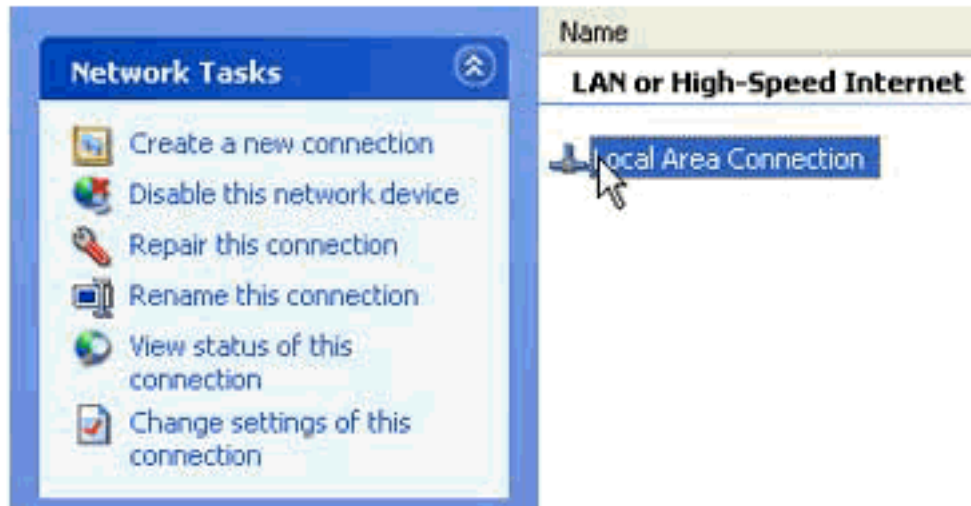 Network Tasks
Create a new connection
Disable this network device
Repair this connection
Rename this connection
View status of this
connection
Change settings of this
connection
Name
LAN or High-Speed Internet
Local Area Connection